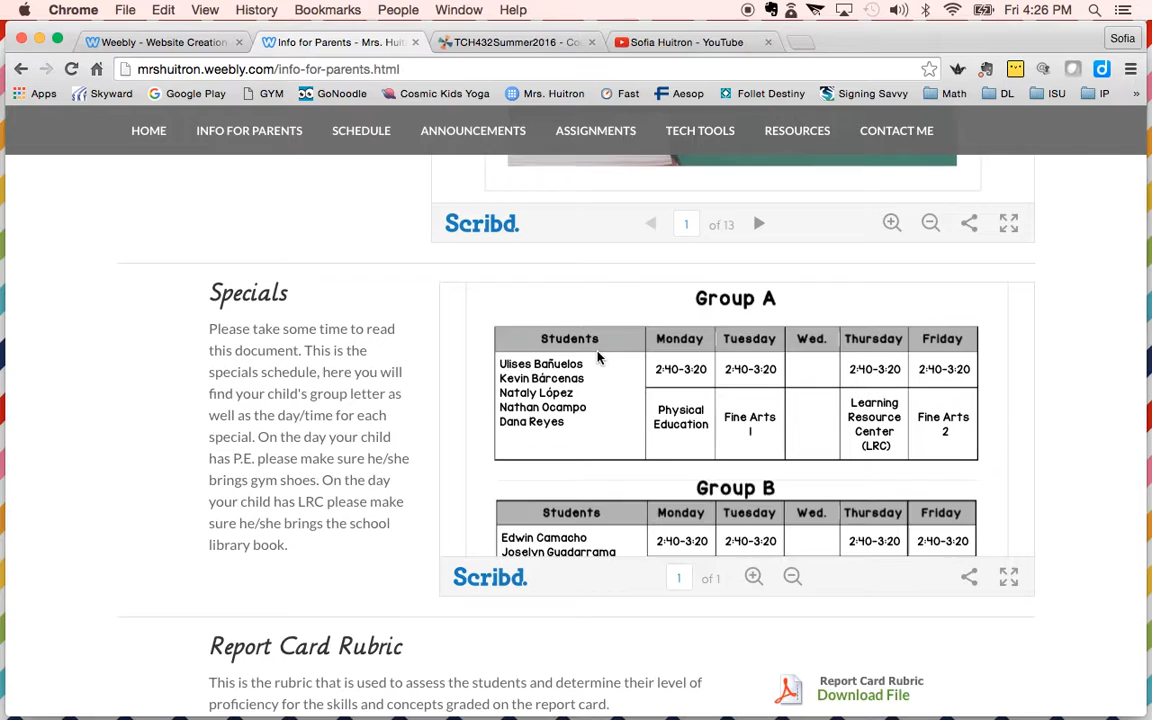 Chrome File Edit View History Bookmarks People Window Help Fri 4:26 PM
Weebly - Website Creation
Info for Parents - Mrs. Huit
TCH432Summer2016 - Co
Sofia Huitron - YouTube
Sofia
mrshuitron.weebly.com/info-for-parents.html
Apps Skyward Google Play GYM GoNoodle Cosmic Kids Yoga Mrs. Huitron Fast Aesop Follet Destiny Signing Savvy Math DL ISU IP »
HOME INFO FOR PARENTS SCHEDULE ANNOUNCEMENTS ASSIGNMENTS TECH TOOLS RESOURCES CONTACT ME
Scribd. 1 of 13
Specials
Please take some time to read
this document. This is the
specials schedule, here you will
find your child's group letter
as well as the day/time for each
special. On the day your child
has P.E. please make sure he/she
brings gym shoes. On the day
your child has LRC please make
sure he/she brings the school
library book.
Group A
Students Monday Tuesday Wed. Thursday Friday
Ulises Bañuelos
Kevin Bárcenas
Nataly López
Nathan Ocampo
Dana Reyes
2:40-3:20 2:40-3:20 2:40-3:20 2:40-3:20
Physical
Education
Fine Arts
1
Learning
Resource
Center
(LRC)
Fine Arts
2
Group B
Students Monday Tuesday Wed. Thursday Friday
Edwin Camacho
Joselyn Guadarrama
2:40-3:20 2:40-3:20 2:40-3:20 2:40-3:20
Scribd. 1 of 1
Report Card Rubric
This is the rubric that is used to assess the students and determine their level of
proficiency for the skills and concepts graded on the report card.
Report Card Rubric
Download File